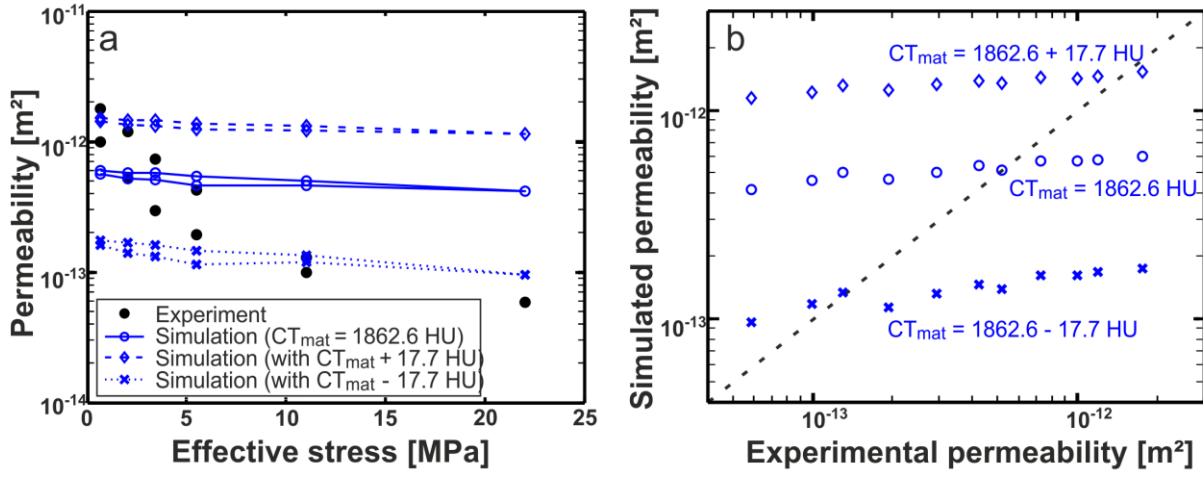 a
10⁻¹¹
10⁻¹²
10⁻¹³
10⁻¹⁴
Permeability [m²]
Experiment
Simulation (CTmat = 1862.6 HU)
Simulation (with CTmat + 17.7 HU)
Simulation (with CTmat - 17.7 HU)
0 5 10 15 20 25
Effective stress [MPa]
b
CTmat = 1862.6 + 17.7 HU
CTmat = 1862.6 HU
CTmat = 1862.6 - 17.7 HU
10⁻¹²
10⁻¹³
Simulated permeability [m²]
10⁻¹³ 10⁻¹²
Experimental permeability [m²]